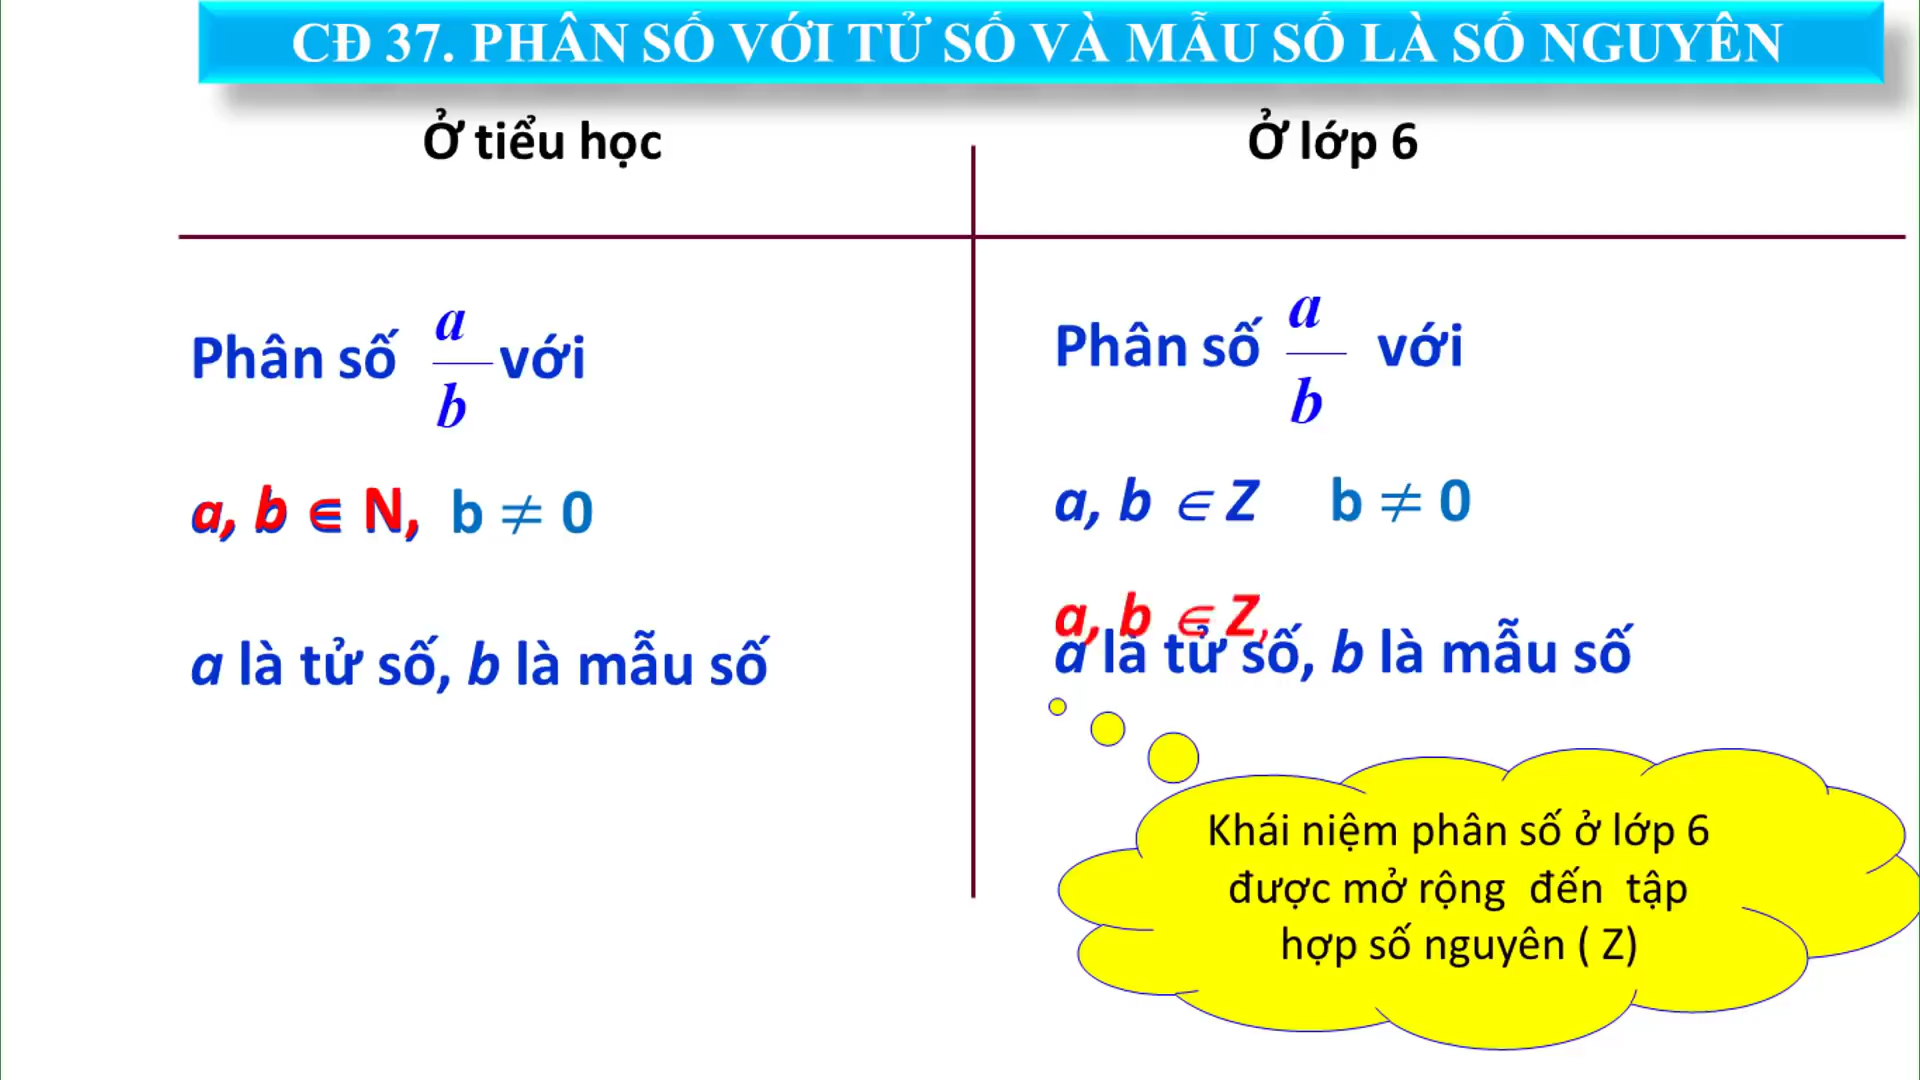 CĐ 37. PHÂN SỐ VỚI TỬ SỐ VÀ MẪU SỐ LÀ SỐ NGUYÊN
Ở tiểu học
Phân số a/b với
a, b ∈ N, b ≠ 0
a là tử số, b là mẫu số
Ở lớp 6
Phân số a/b với
a, b ∈ Z b ≠ 0
a, b ∈ Z,
a là tử số, b là mẫu số
Khái niệm phân số ở lớp 6
được mở rộng đến tập
hợp số nguyên ( Z)